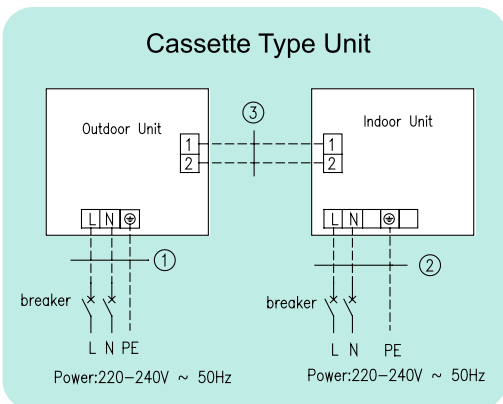 Cassette Type Unit
Outdoor Unit
1
2
L N
③
Indoor Unit
1
2
L N
①
breaker
L N PE
Power:220-240V ~ 50Hz
②
breaker
L N PE
Power:220-240V ~ 50Hz